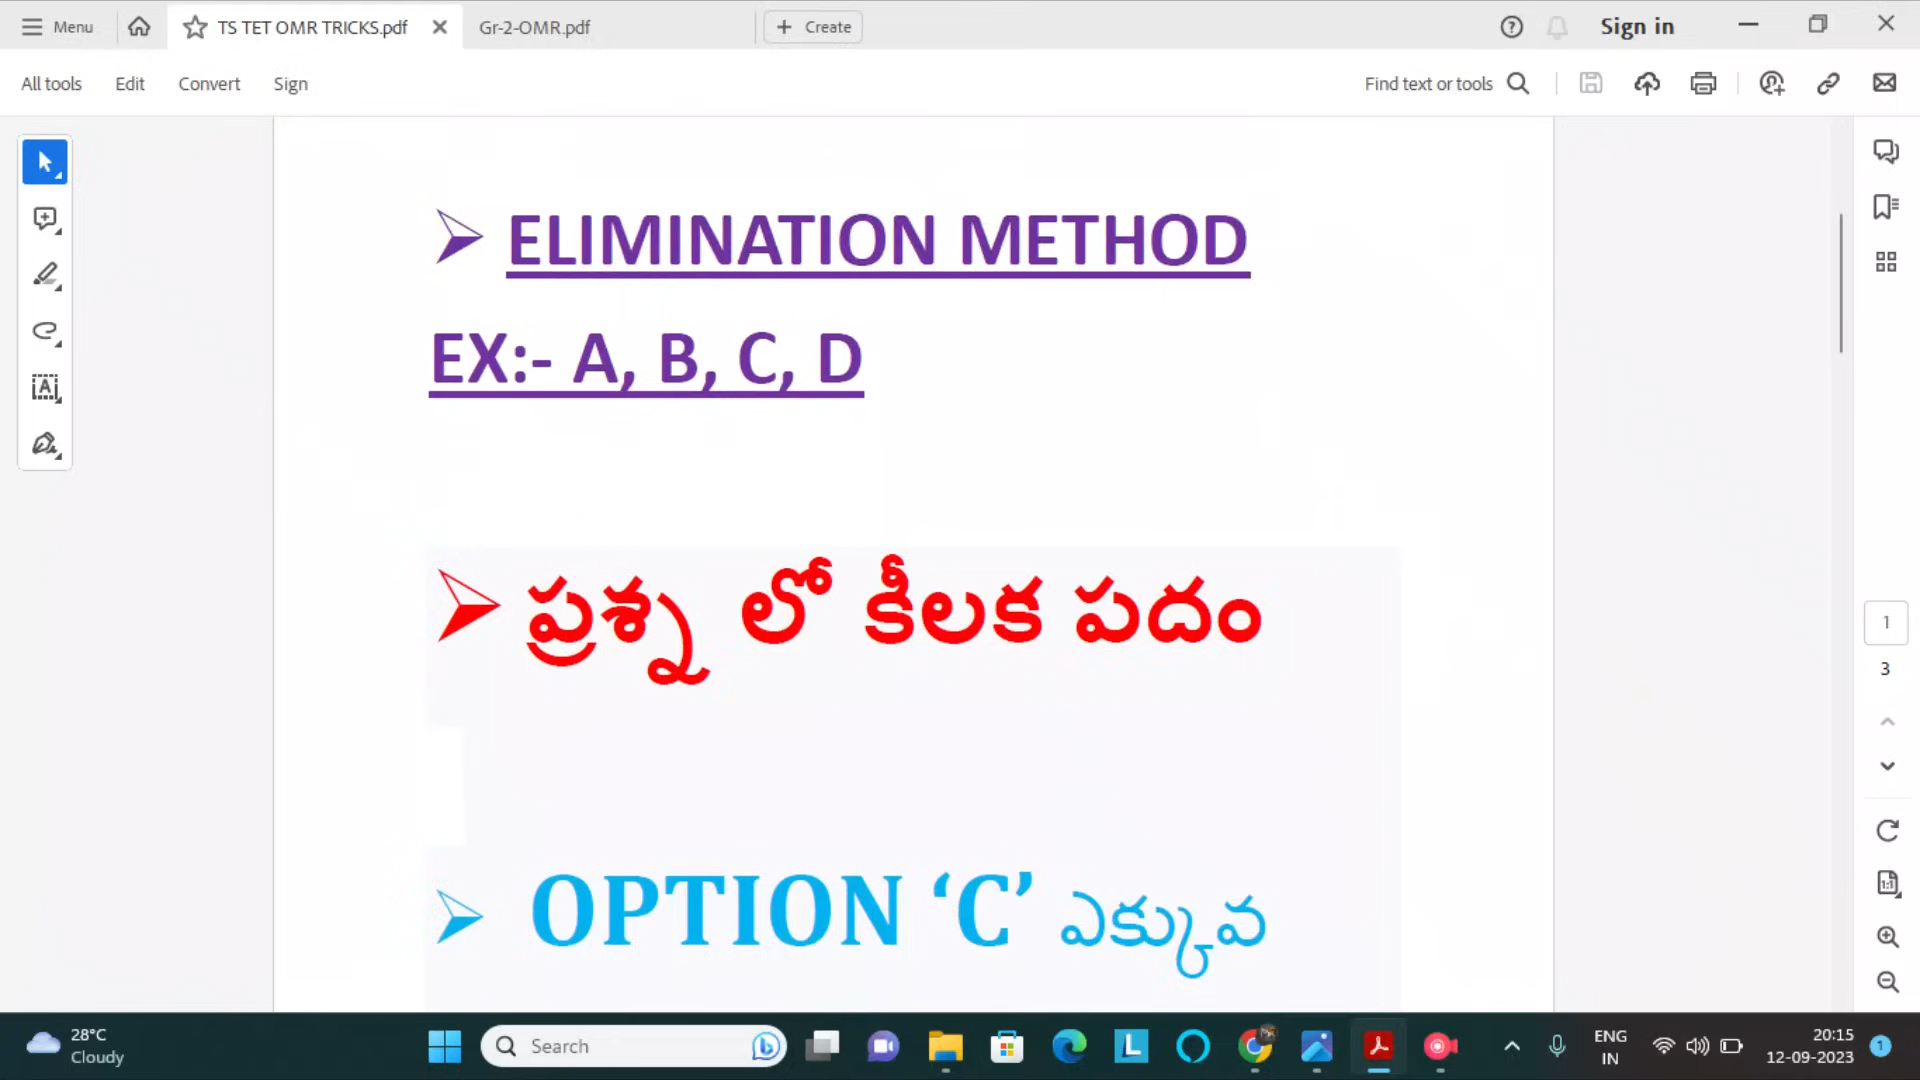 Menu
TS TET OMR TRICKS.pdf
Gr-2-OMR.pdf
Create
Sign in
All tools
Edit
Convert
Sign
Find text or tools
ELIMINATION METHOD
EX:- A, B, C, D
ప్రశ్న లో కీలక పదం
OPTION ‘C’ ఎక్కువ
1
3
28°C
Cloudy
Search
ENG
IN
20:15
12-09-2023
1